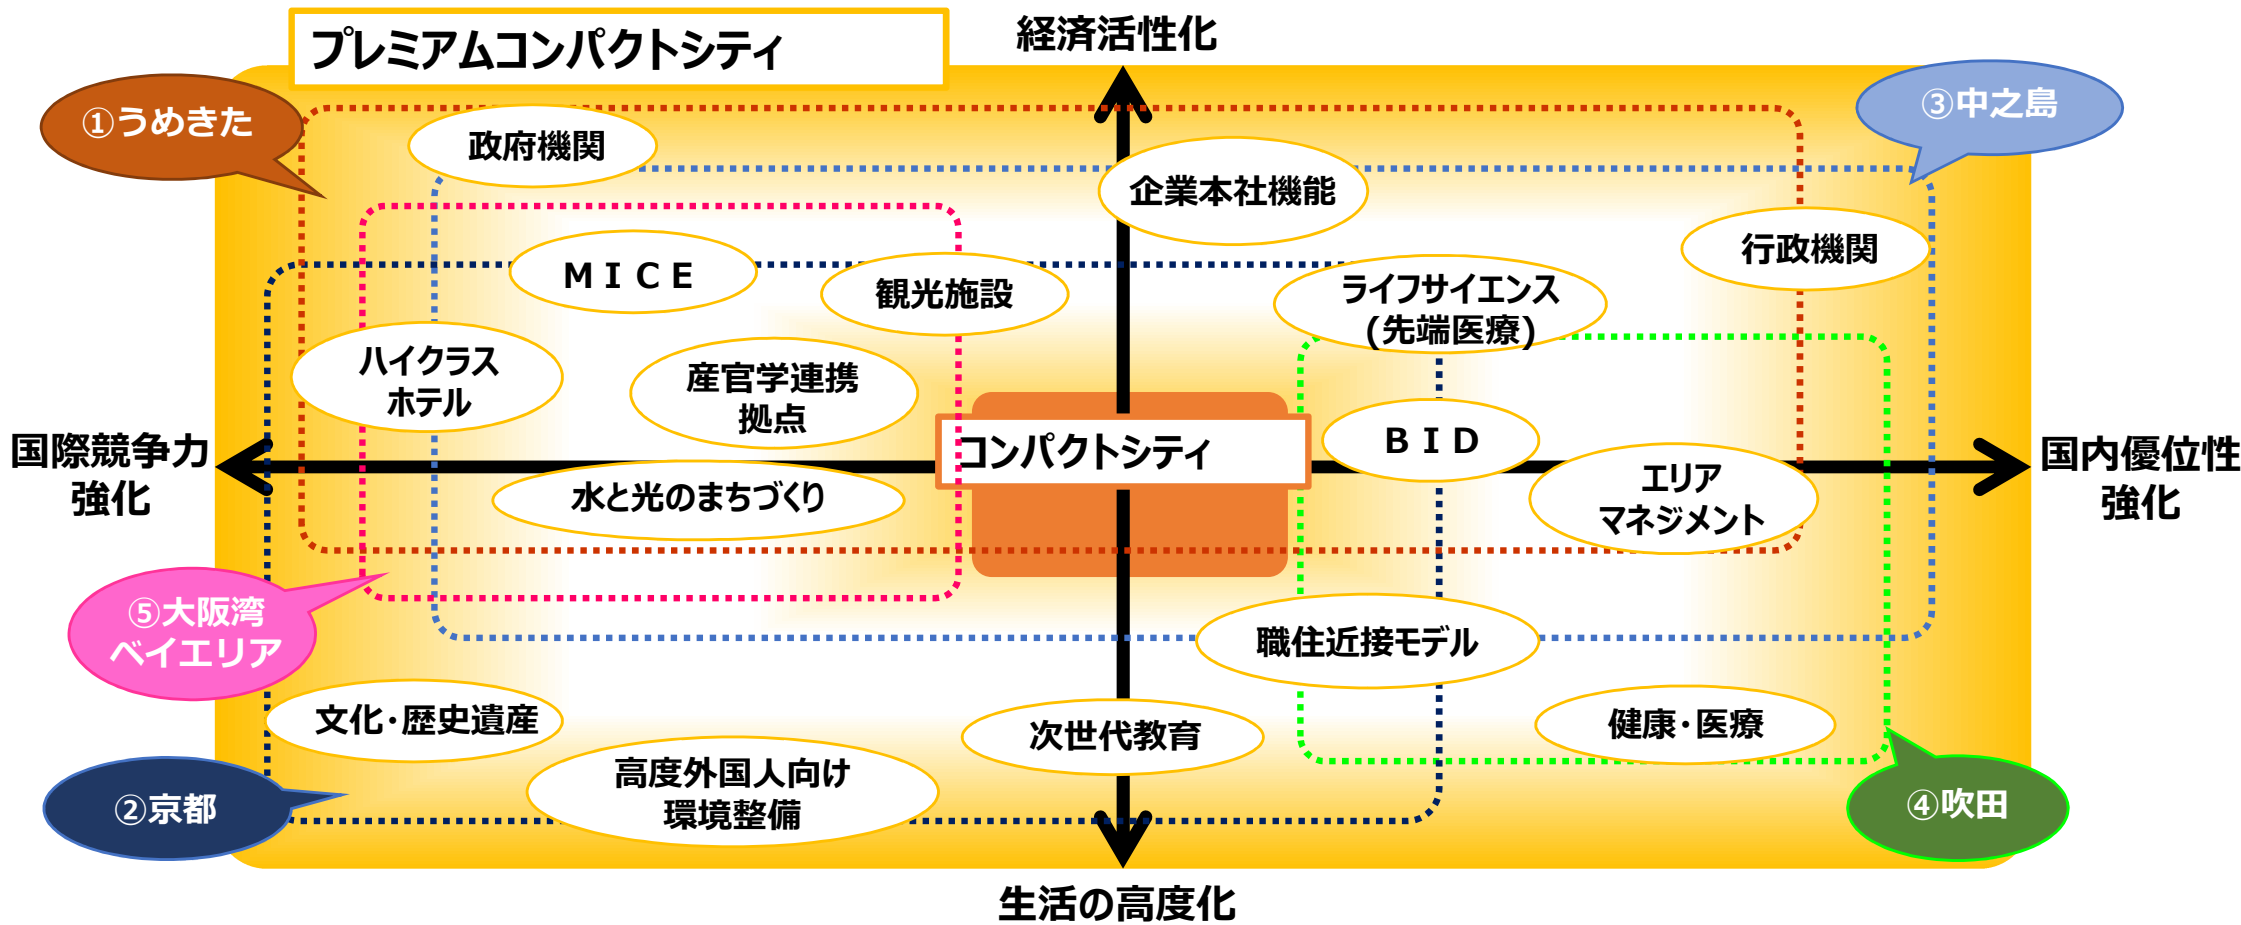 プレミアムコンパクトシティ
経済活性化
①うめきた
③中之島
政府機関
企業本社機能
行政機関
ＭＩＣＥ
観光施設
ライフサイエンス
(先端医療)
ハイクラス
ホテル
産官学連携
拠点
コンパクトシティ
ＢＩＤ
国際競争力
強化
国内優位性
強化
水と光のまちづくり
エリア
マネジメント
⑤大阪湾
ベイエリア
職住近接モデル
文化・歴史遺産
次世代教育
健康・医療
高度外国人向け
環境整備
②京都
④吹田
生活の高度化